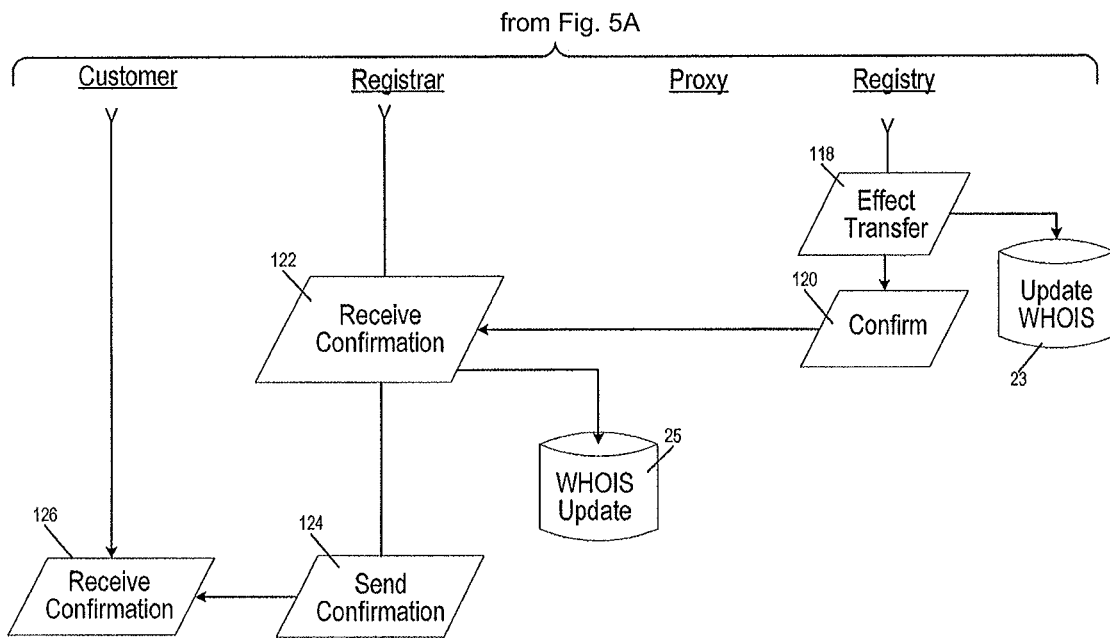 from Fig. 5A
Customer
Registrar
Proxy
Registry
118
Effect
Transfer
122
Receive
Confirmation
120
Confirm
Update
WHOIS
23
25
WHOIS
Update
126
Receive
Confirmation
124
Send
Confirmation